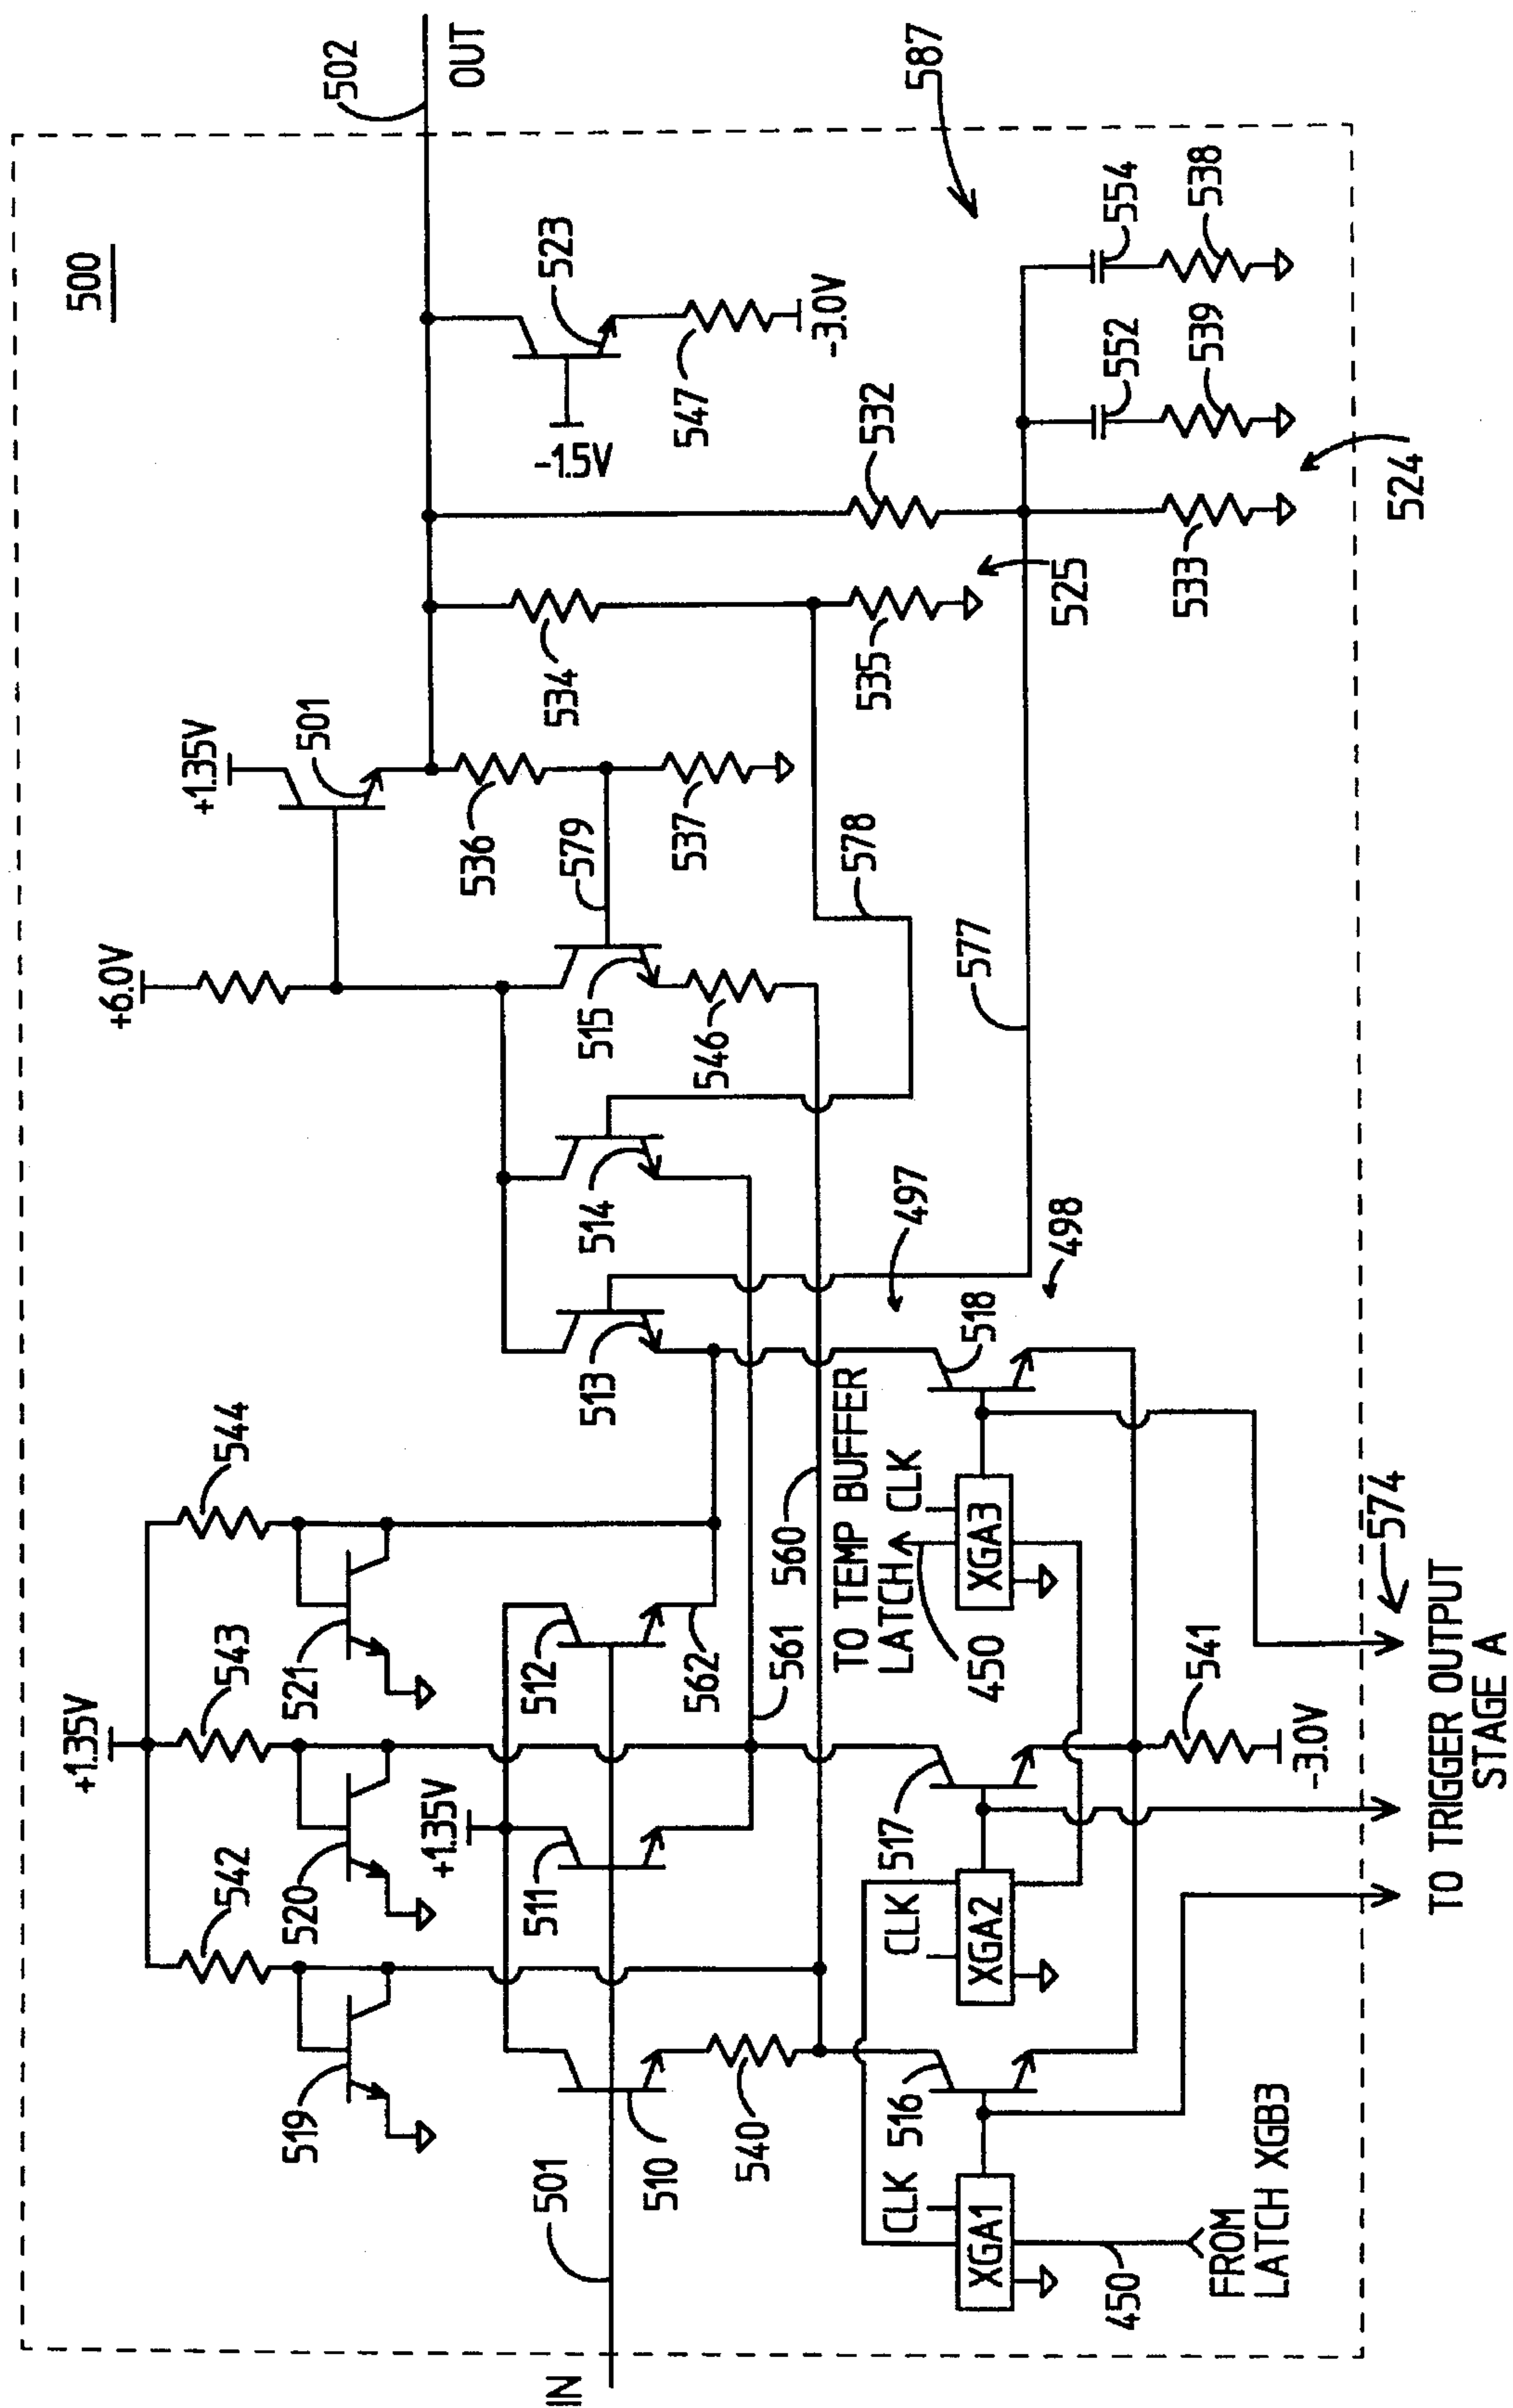 500
+1.35V
544
543
542
521
520
519
+6.0V
+1.35V
501
502
OUT
523
-1.5V
547
-3.0V
587
+1.35V
512
511
510
501
IN
562
561
560
540
513
514
515
546
536
579
537
534
535
578
525
532
577
533
552
539
554
538
524
497
498
518
517
516
TO TEMP BUFFER
LATCH
CLK
XGA3
450
CLK
XGA2
CLK
XGA1
450
FROM
LATCH XGB3
541
-3.0V
574
TO TRIGGER OUTPUT
STAGE A